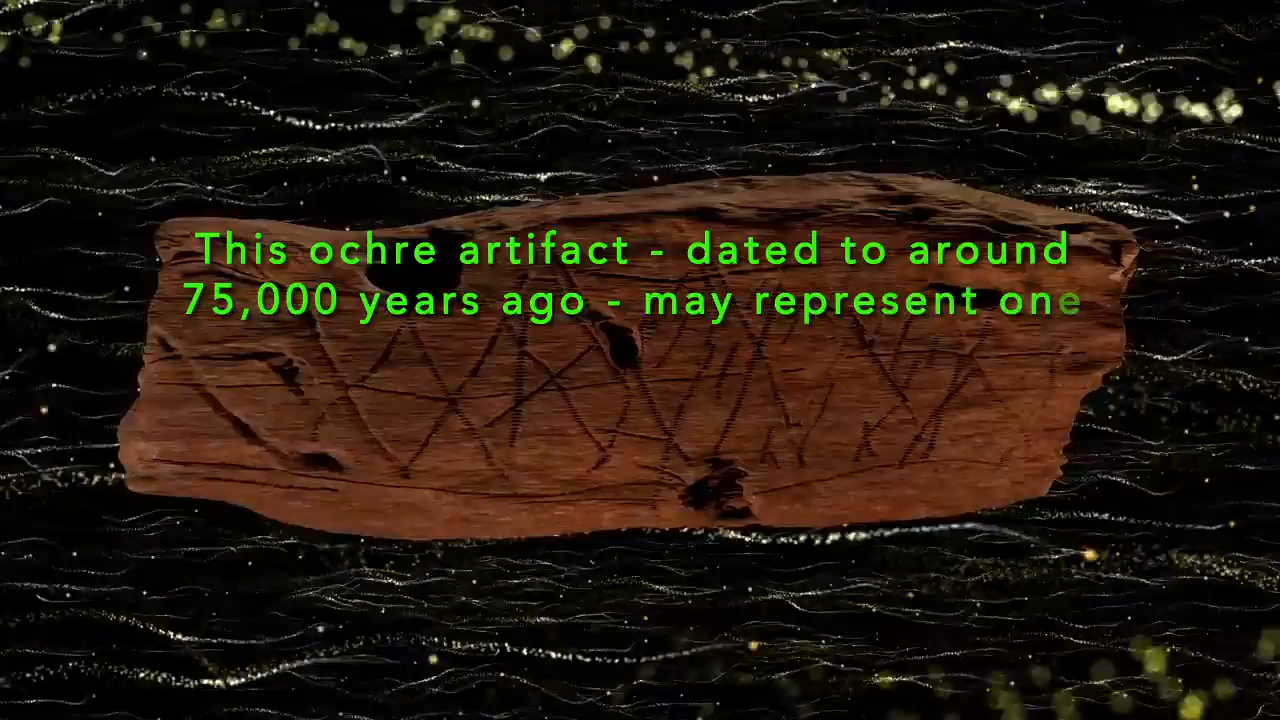 This ochre artifact - dated to around
75,000 years ago - may represent one